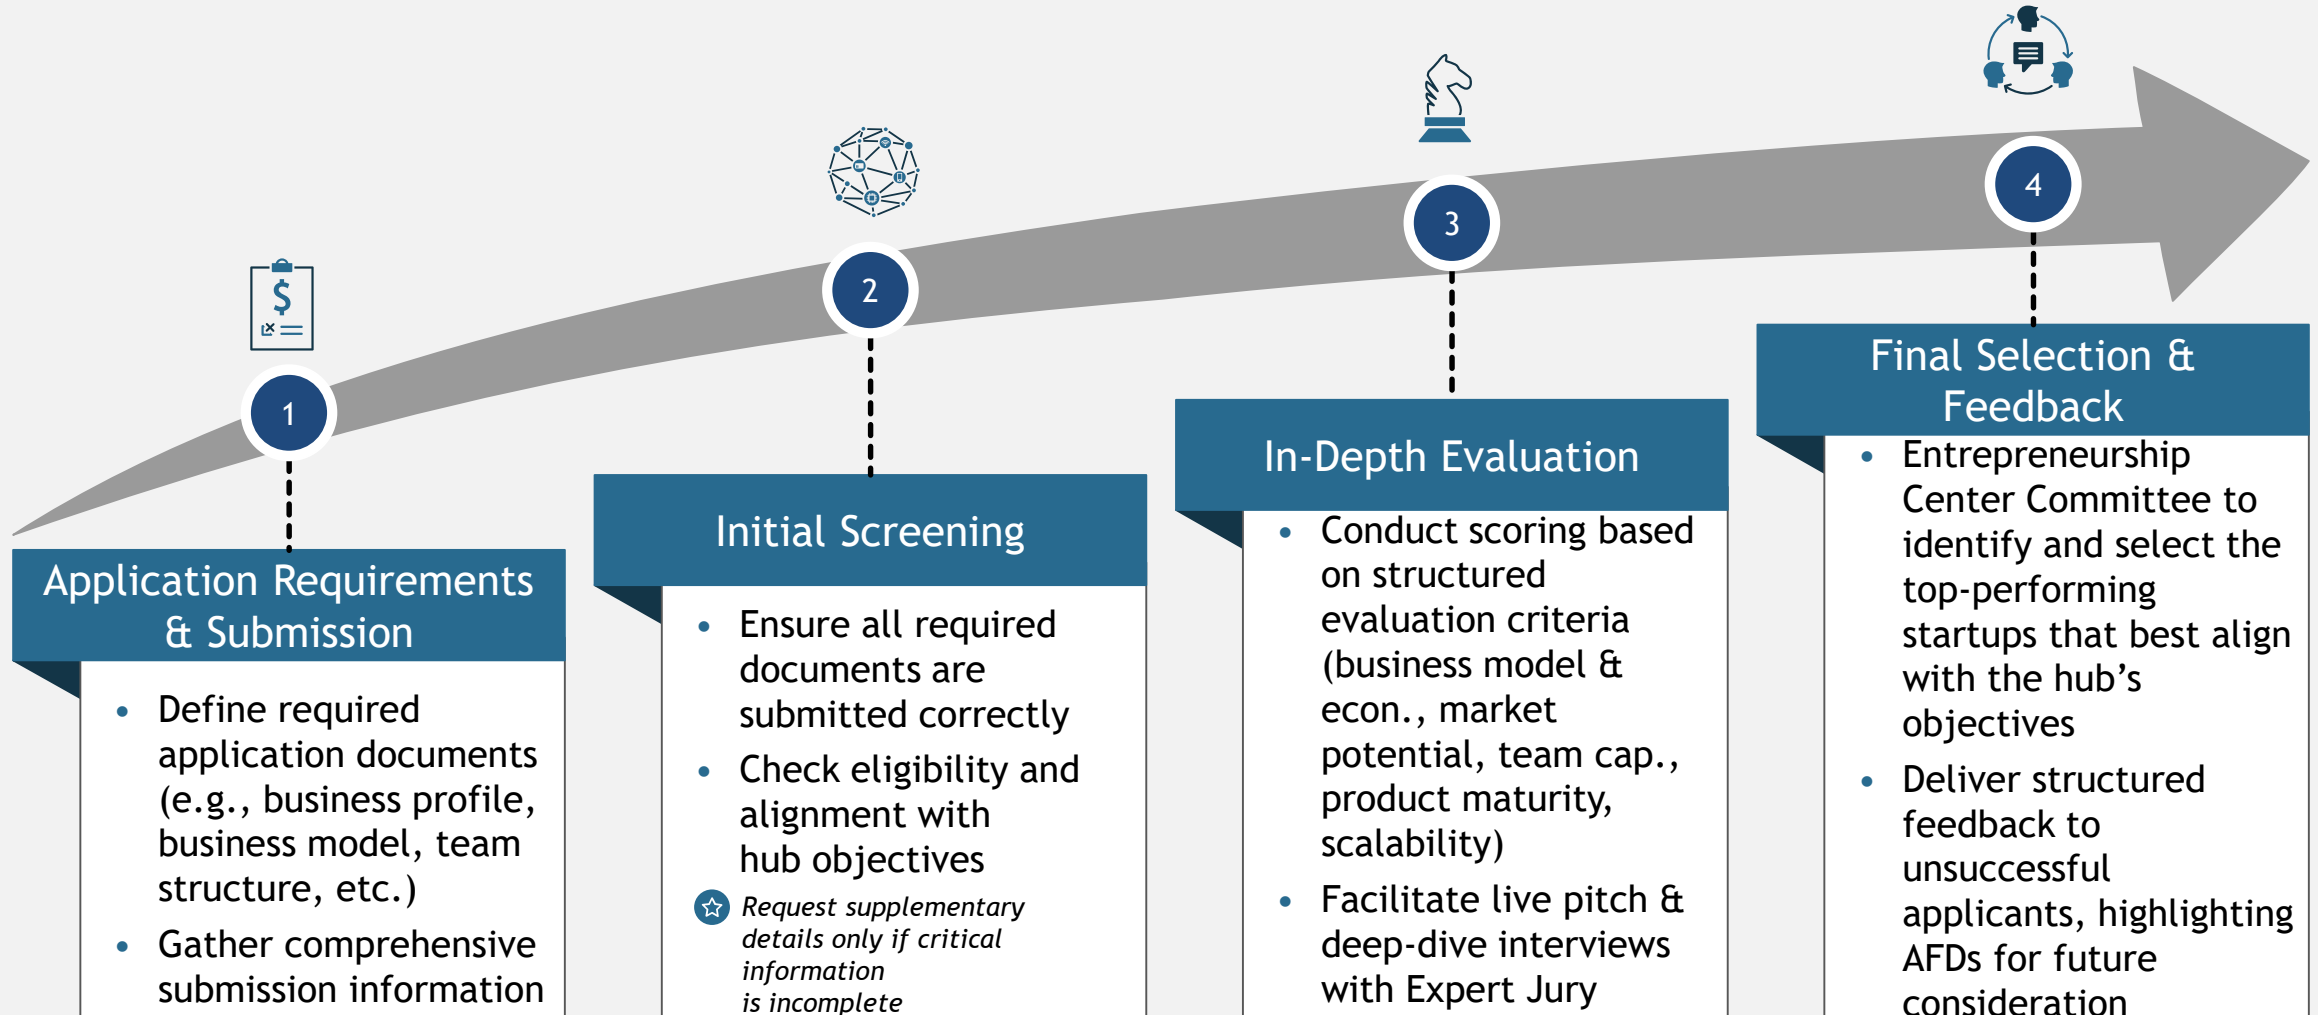 1
Application Requirements
& Submission
• Define required
application documents
(e.g., business profile,
business model, team
structure, etc.)
• Gather comprehensive
submission information
2
Initial Screening
• Ensure all required
documents are
submitted correctly
• Check eligibility and
alignment with
hub objectives
Request supplementary
details only if critical
information
is incomplete
3
In-Depth Evaluation
• Conduct scoring based
on structured
evaluation criteria
(business model &
econ., market
potential, team cap.,
product maturity,
scalability)
• Facilitate live pitch &
deep-dive interviews
with Expert Jury
4
Final Selection &
Feedback
• Entrepreneurship
Center Committee to
identify and select the
top-performing
startups that best align
with the hub’s
objectives
• Deliver structured
feedback to
unsuccessful
applicants, highlighting
AFDs for future
consideration
$